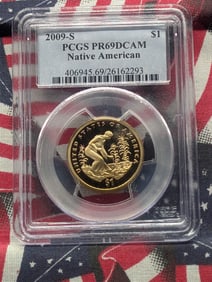 2009-S $1
PCGS PR69DCAM
Native American
406945.69/26162293
UNITED STATES OF AMERICA
$1